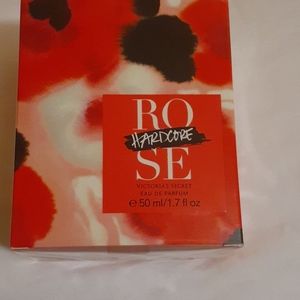 RO
HARDCORE
SE
VICTORIA'S SECRET
EAU DE PARFUM
℮ 50 ml/1.7 fl oz